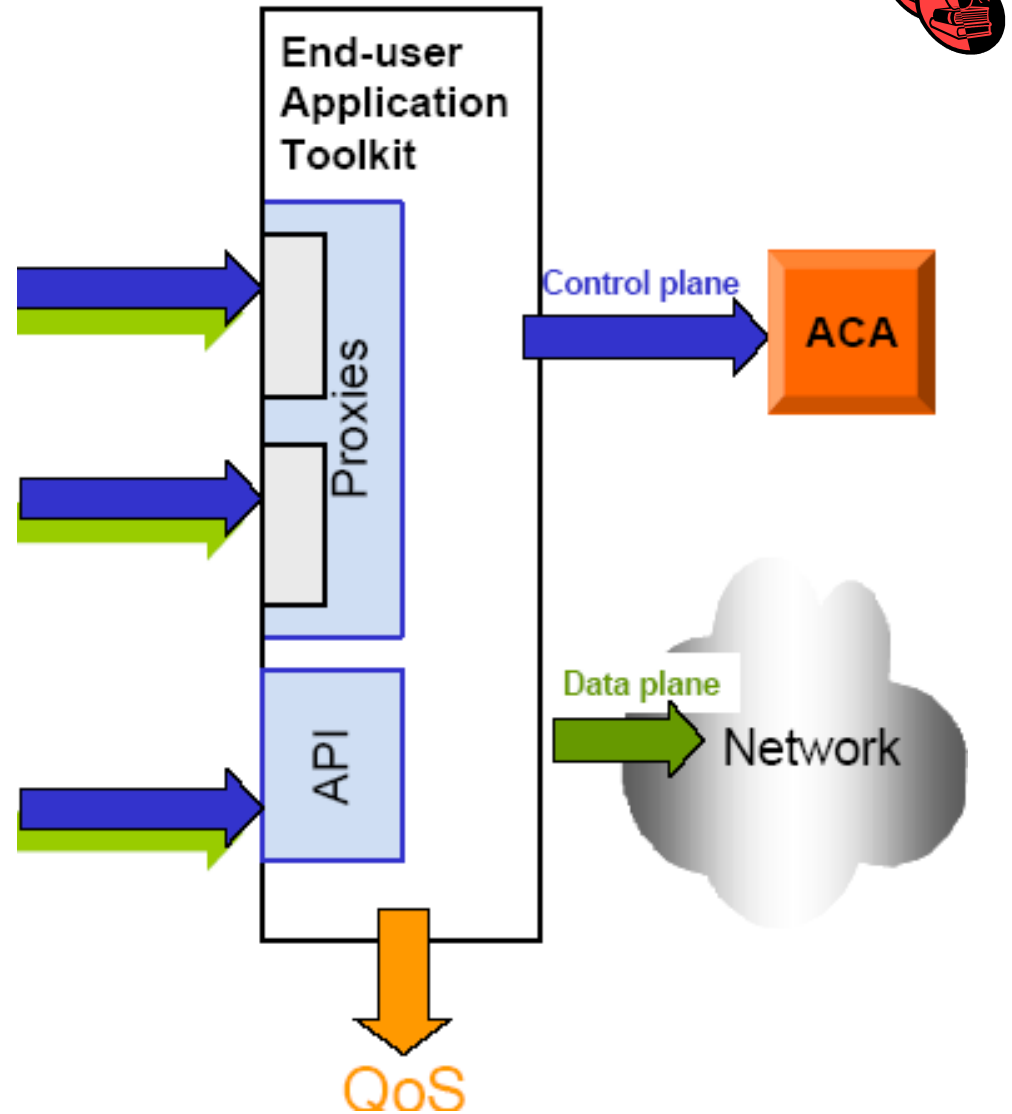 End-user
Application
Toolkit
Control plane
ACA
Proxies
Data plane
Network
API
QoS